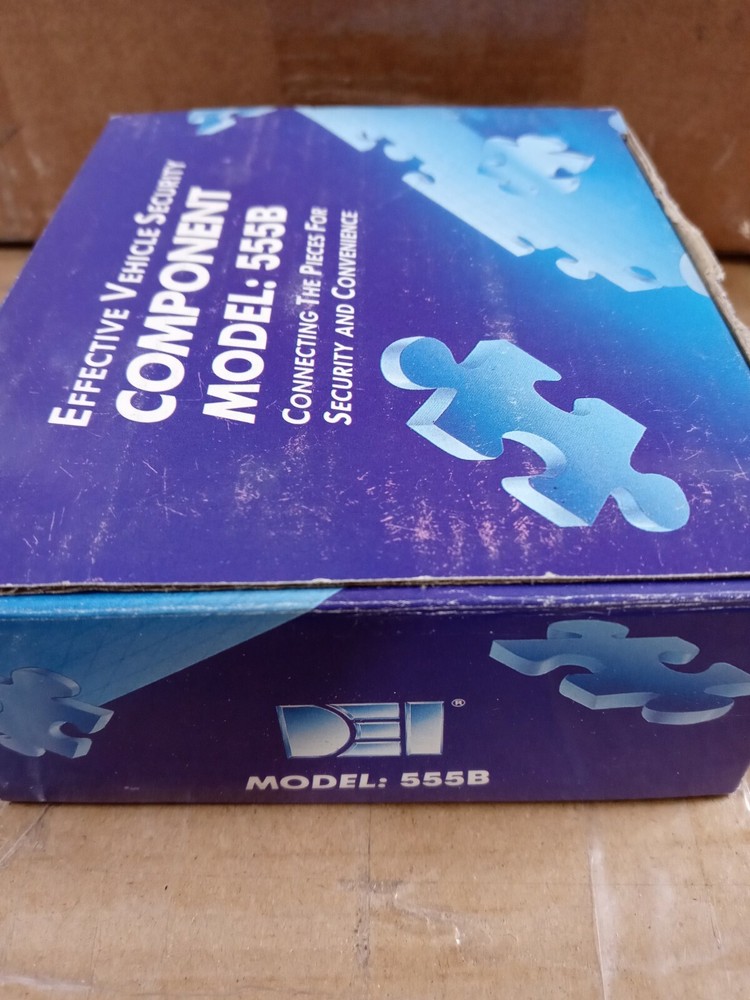 EFFECTIVE VEHICLE SECURITY
COMPONENT
MODEL: 555B
CONNECTING THE PIECES FOR
SECURITY AND CONVENIENCE
DEI®
MODEL: 555B